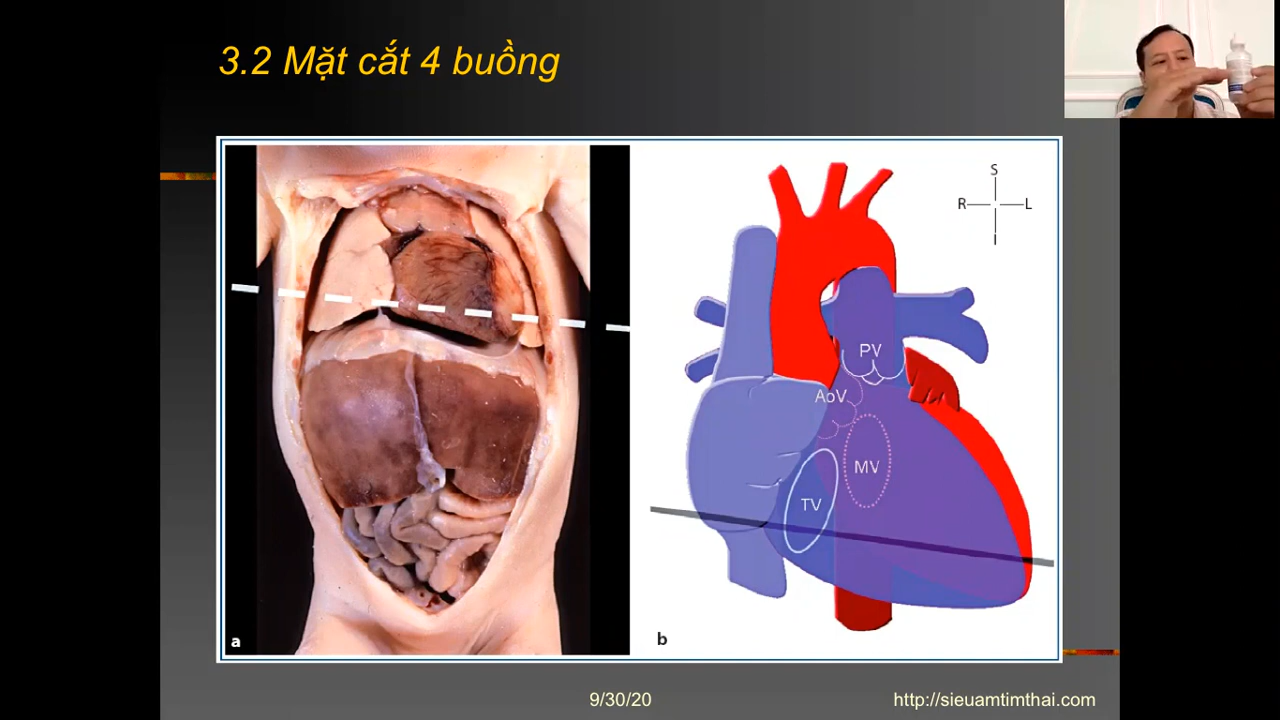 3.2 Mặt cắt 4 buồng
S
R L
I
PV
AoV
MV
TV
a
b
9/30/20
http://sieuamtimthai.com